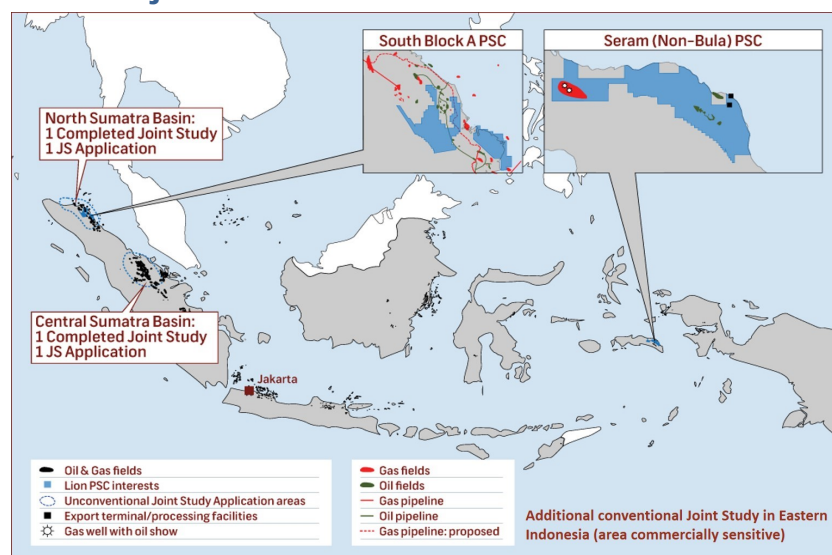 South Block A PSC
Seram (Non-Bula) PSC
North Sumatra Basin:
1 Completed Joint Study
1 JS Application
Central Sumatra Basin:
1 Completed Joint Study
1 JS Application
Jakarta
Oil & Gas fields
Lion PSC interests
Unconventional Joint Study Application areas
Export terminal/processing facilities
Gas well with oil show
Gas fields
Oil fields
Gas pipeline
Oil pipeline
Gas pipeline: proposed
Additional conventional Joint Study in Eastern
Indonesia (area commercially sensitive)